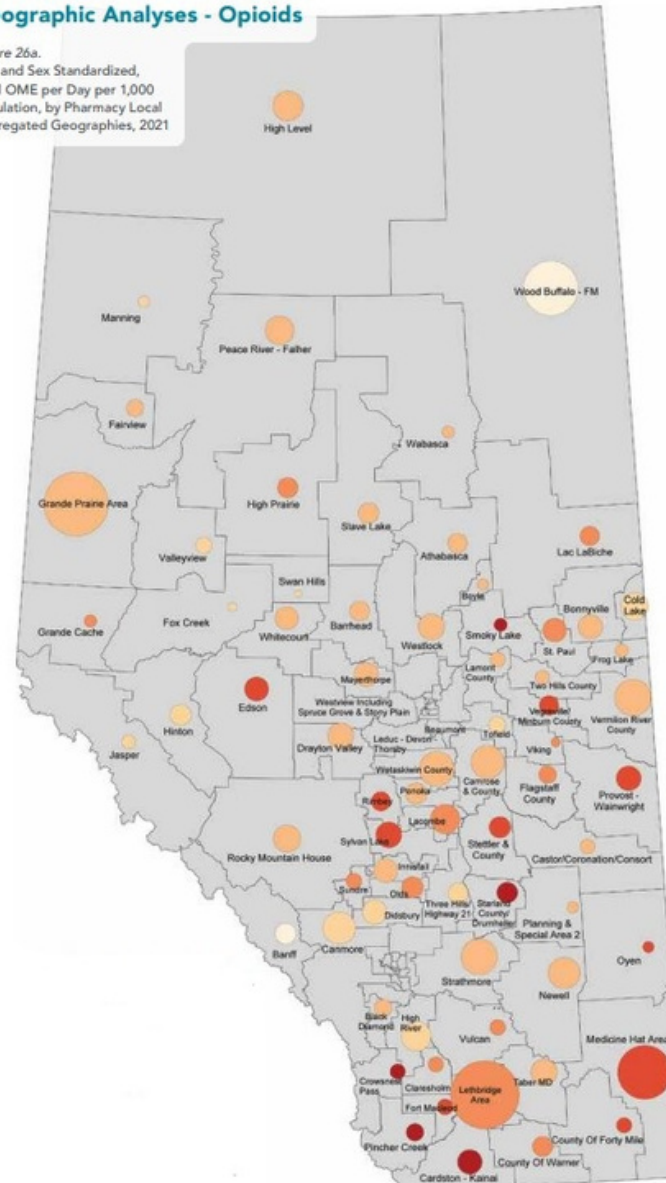 ographic Analyses - Opioids
re 26a.
and Sex Standardized,
l OME per Day per 1,000
ulation, by Pharmacy Local
regated Geographies, 2021
High Level
Wood Buffalo - FM
Manning
Peace River - Falher
Fairview
Wabasca
Grande Prairie Area
High Prairie
Slave Lake
Valleyview
Athabasca
Lac LaBiche
Swan Hills
Boyle
Cold
Lake
Bonnyville
Fox Creek
Barrhead
Grande Cache
Whitecourt
Westlock
Smoky Lake
St. Paul
Frog Lake
Lamont
County
Mayerthorpe
Two Hills County
Edson
Westview Including
Spruce Grove & Stony Plain
Vegreville/
Minburn County
Vermilion River
County
Hinton
Beaumont
Tofield
Jasper
Drayton Valley
Leduc - Devon -
Thorsby
Viking
Wetaskiwin County
Camrose
& County
Flagstaff
County
Provost -
Wainwright
Ponoka
Rimbey
Lacombe
Sylvan Lake
Stettler &
County
Rocky Mountain House
Castor/Coronation/Consort
Innisfail
Sundre
Olds
Three Hills/
Highway 21
Starland
County/
Drumheller
Didsbury
Planning &
Special Area 2
Canmore
Banff
Oyen
Strathmore
Newell
Black
Diamond
High
River
Vulcan
Medicine Hat Area
Crowsnest
Pass
Claresholm
Lethbridge
Area
Taber MD
Fort Macleod
Pincher Creek
County Of Forty Mile
County Of Warner
Cardston - Kainai